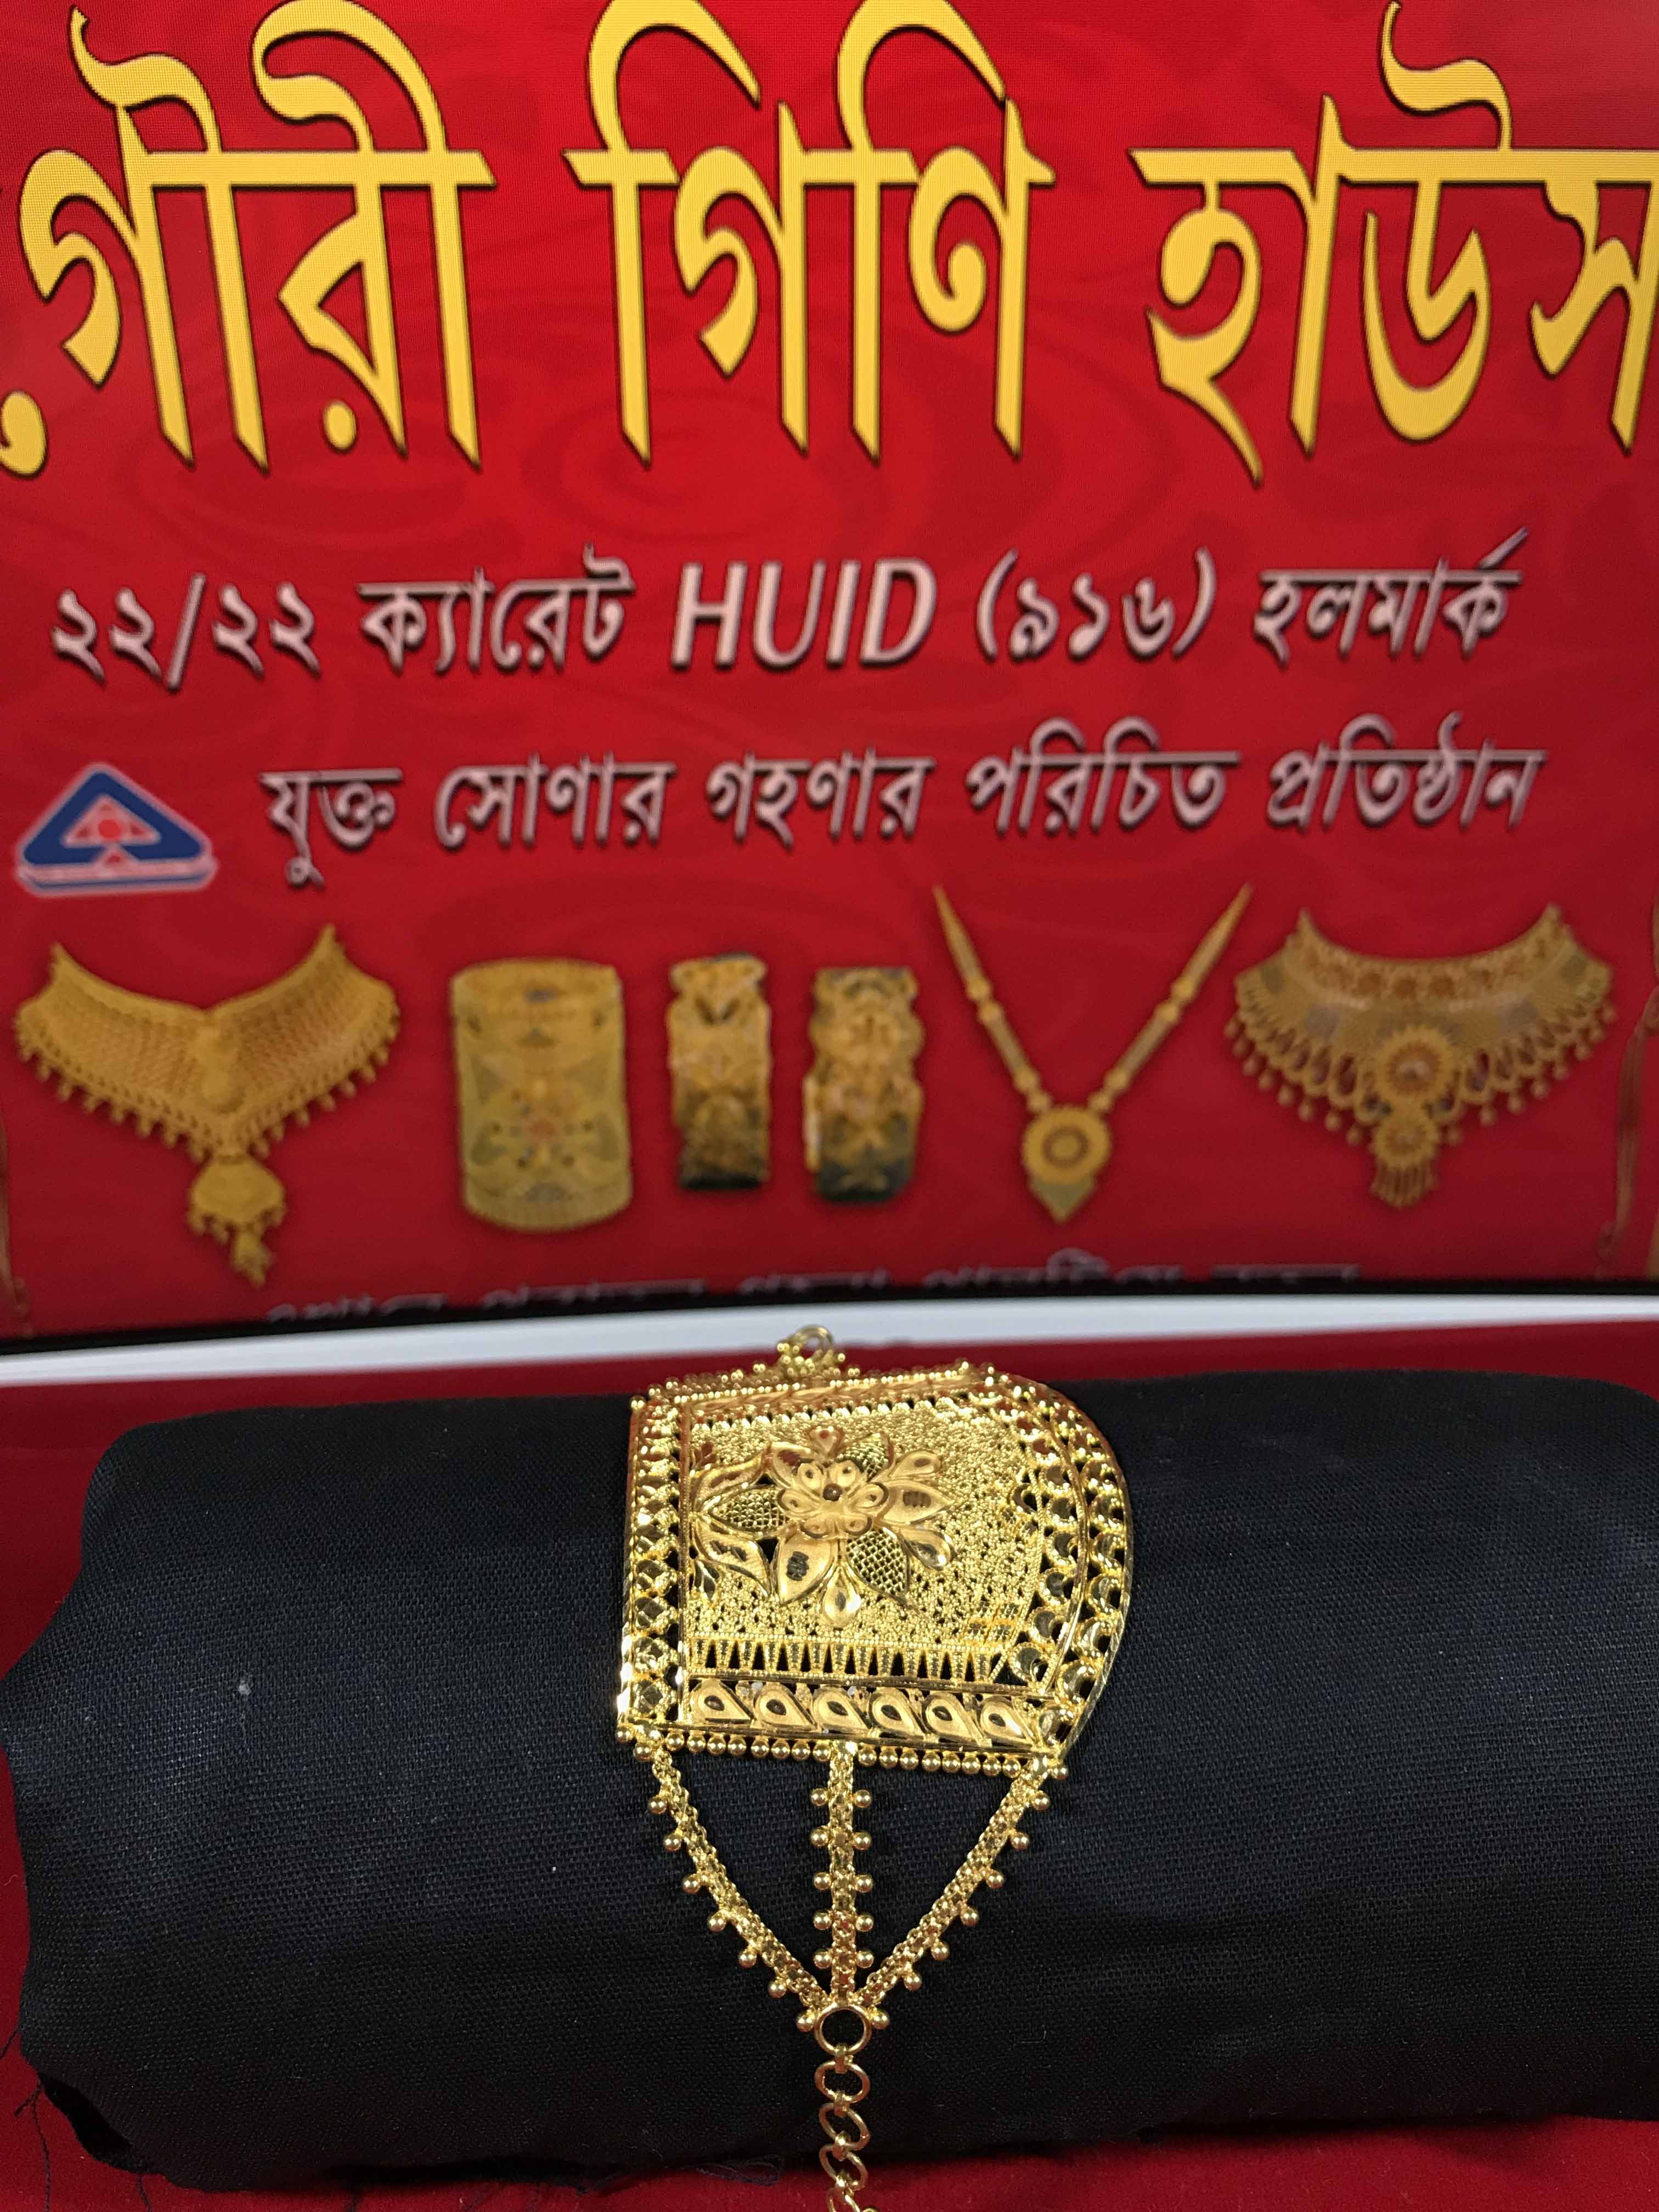 গৌরী গিণি হাউস
২২/২২ ক্যারেট HUID (৯১৬) হলমার্ক
যুক্ত সোণার গহণার পরিচিত প্রতিষ্ঠান